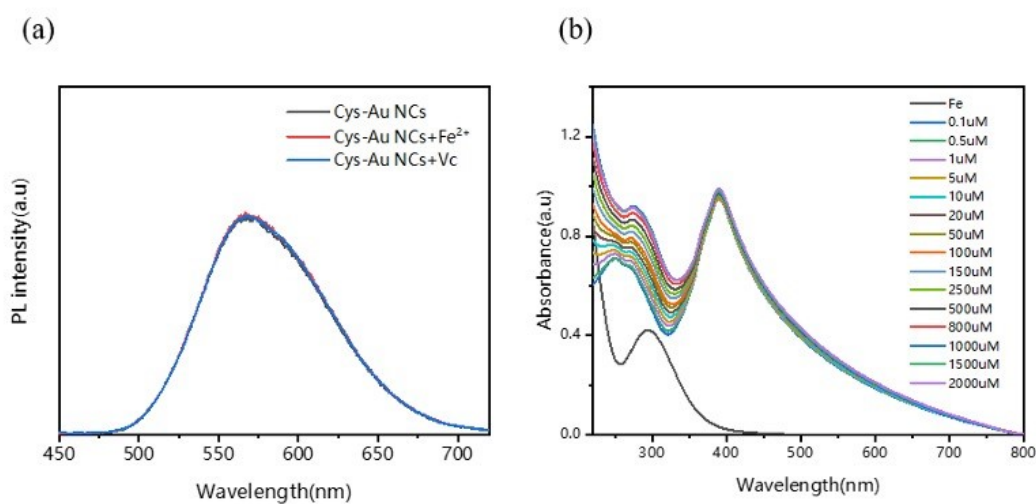 (a)
PL intensity(a.u)
Cys-Au NCs
Cys-Au NCs+Fe²⁺
Cys-Au NCs+Vc
450 500 550 600 650 700
Wavelength(nm)
(b)
Absorbance(a.u)
1.2
0.8
0.4
0.0
Fe
0.1uM
0.5uM
1uM
5uM
10uM
20uM
50uM
100uM
150uM
250uM
500uM
800uM
1000uM
1500uM
2000uM
300 400 500 600 700 800
Wavelength(nm)